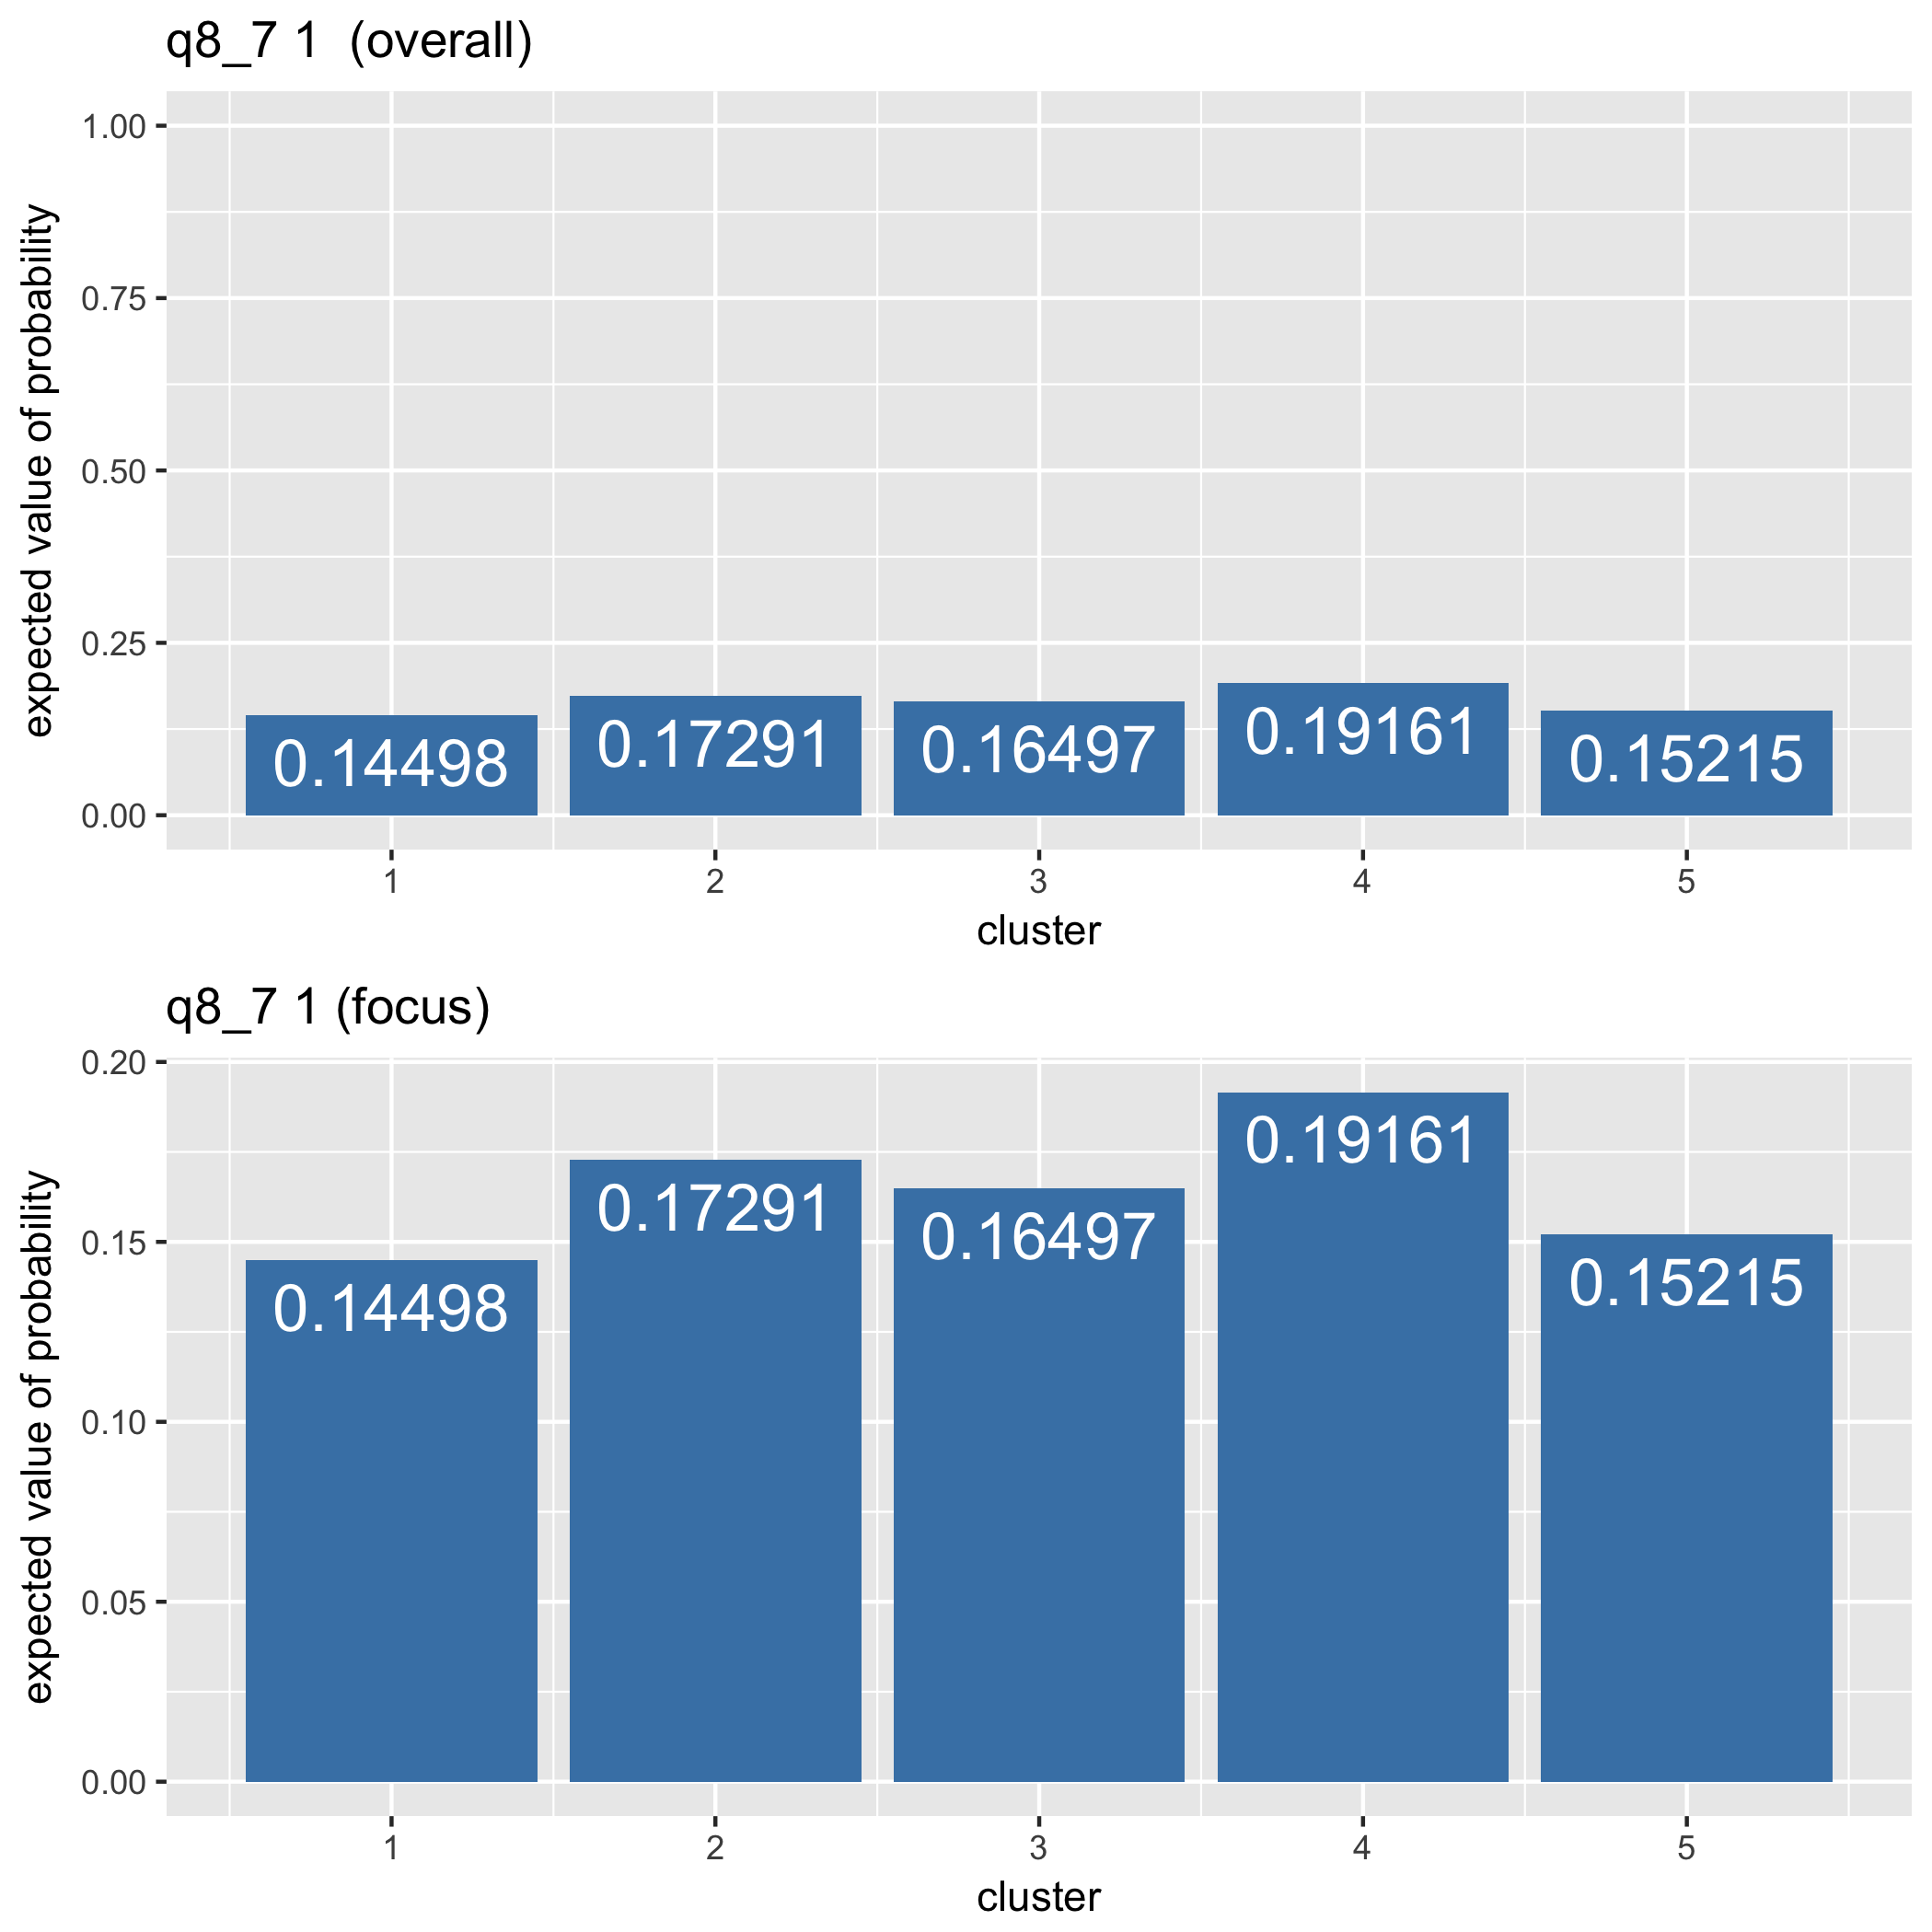 q8_7 1  (overall)
expected value of probability
1.00
0.75
0.50
0.25
0.00
0.14498
0.17291
0.16497
0.19161
0.15215
1 2 3 4 5
cluster
q8_7 1 (focus)
expected value of probability
0.20
0.15
0.10
0.05
0.00
0.14498
0.17291
0.16497
0.19161
0.15215
1 2 3 4 5
cluster